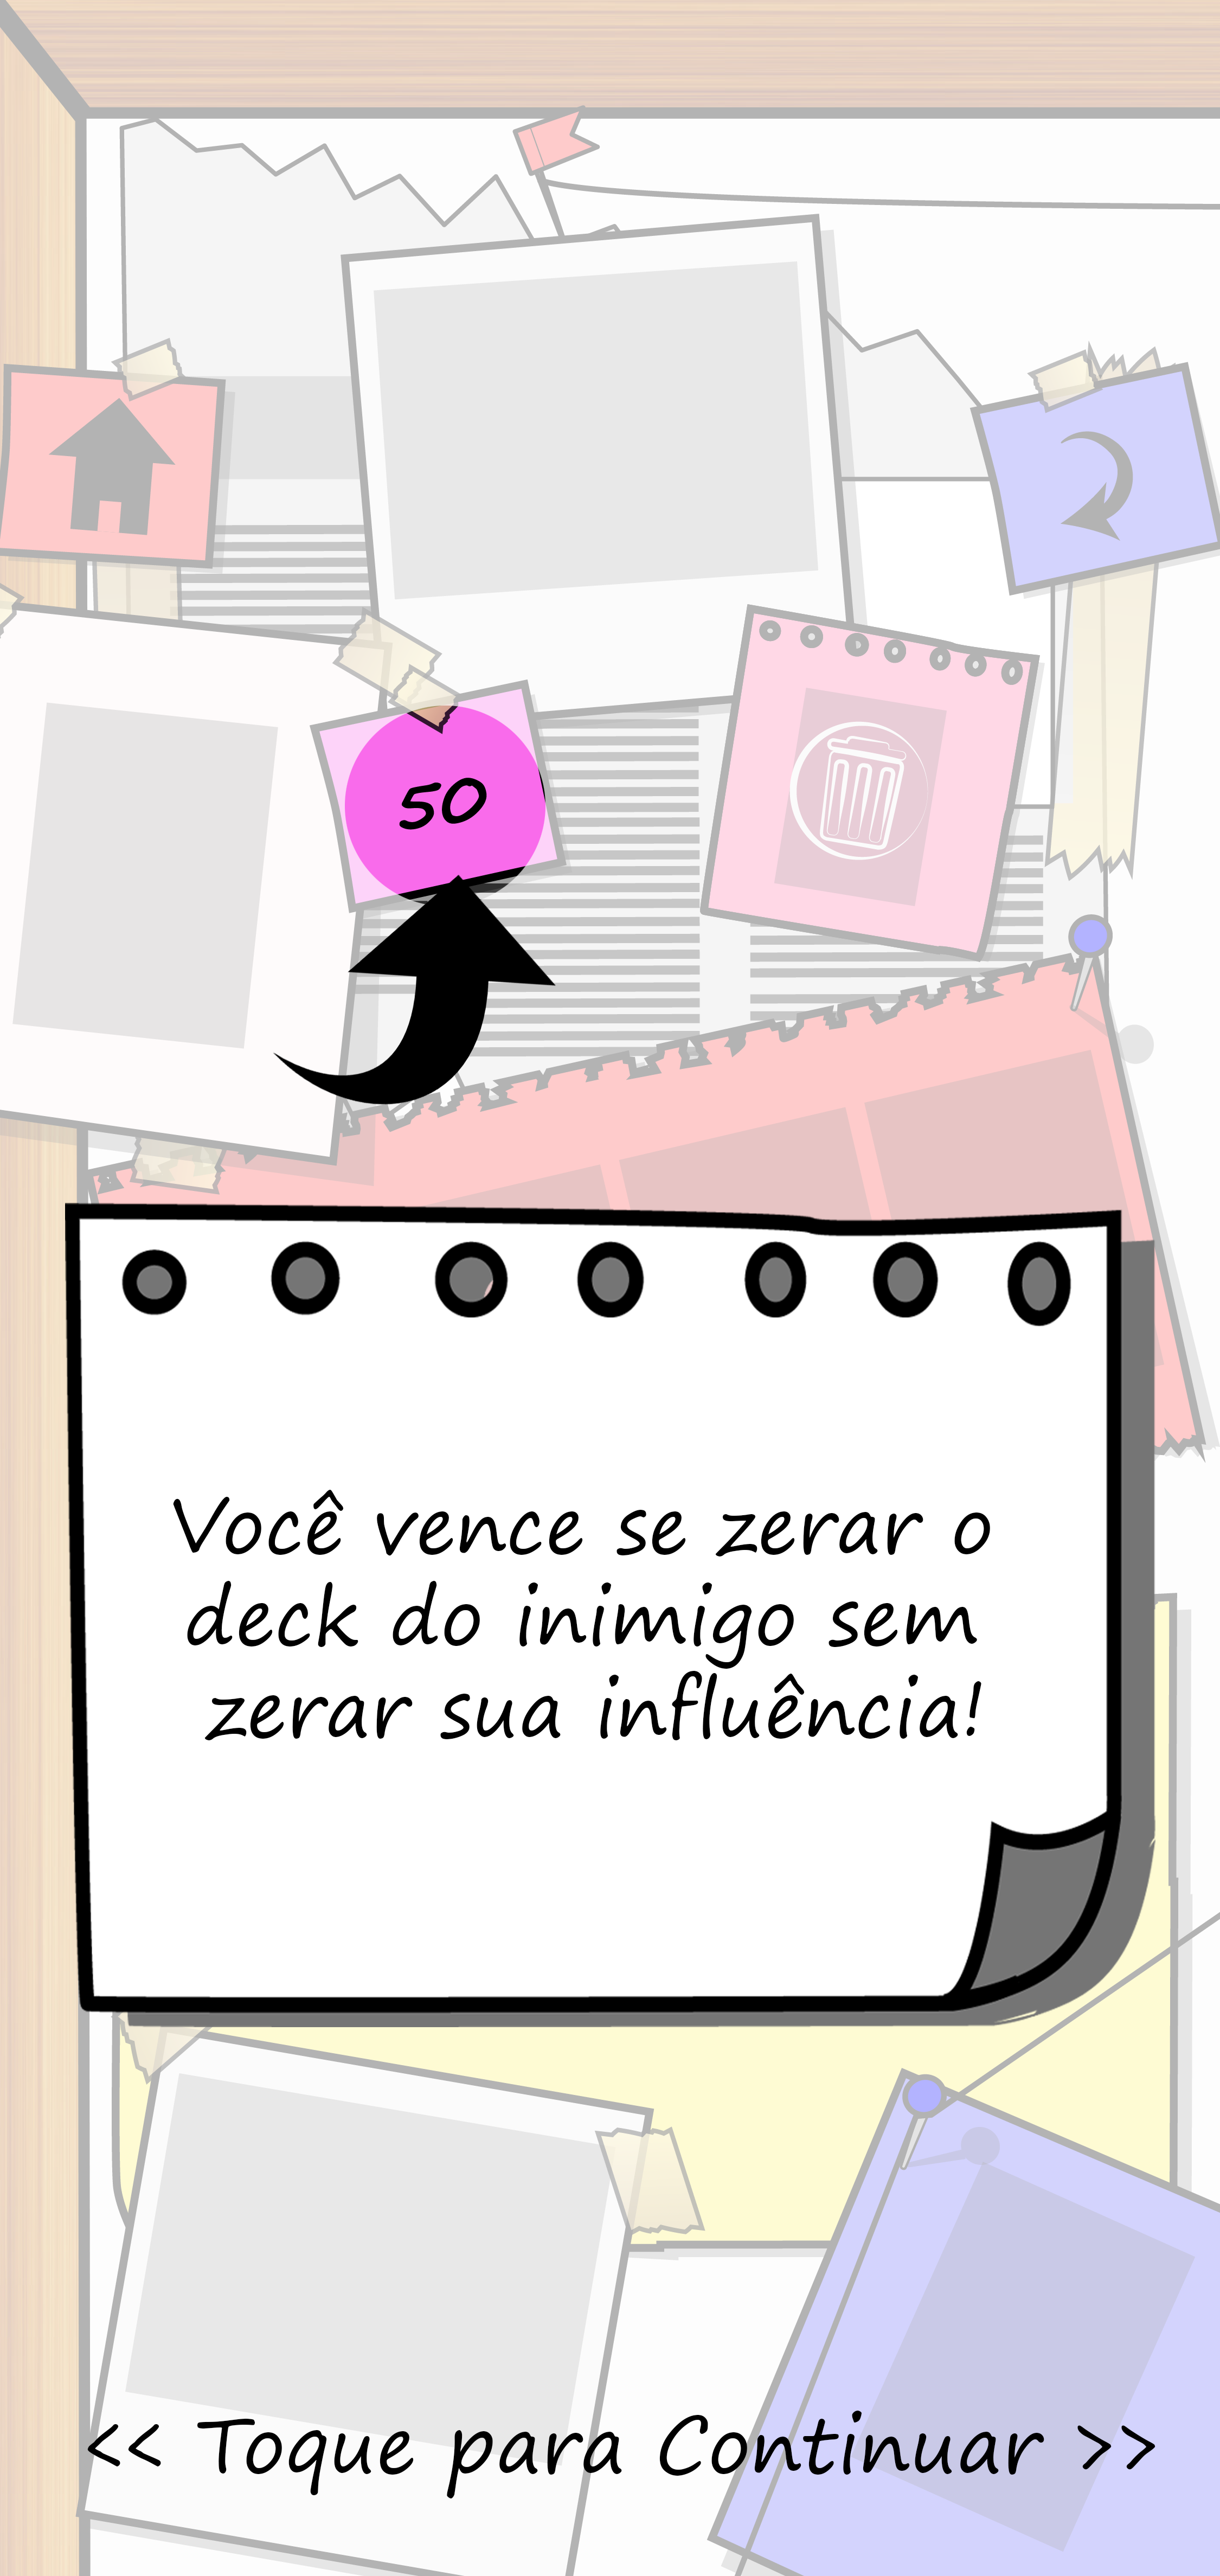 50
Você vence se zerar o
deck do inimigo sem
zerar sua influência!
<< Toque para Continuar >>